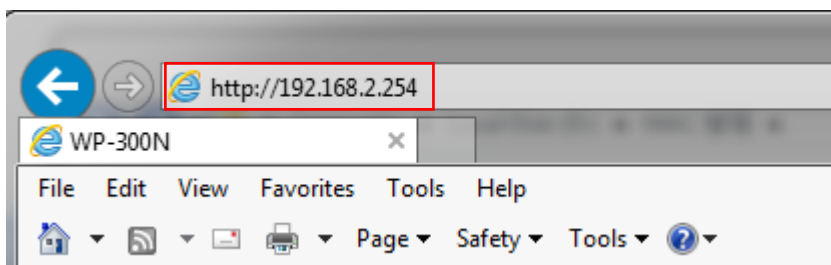 http://192.168.2.254
WP-300N
File Edit View Favorites Tools Help
Page Safety Tools